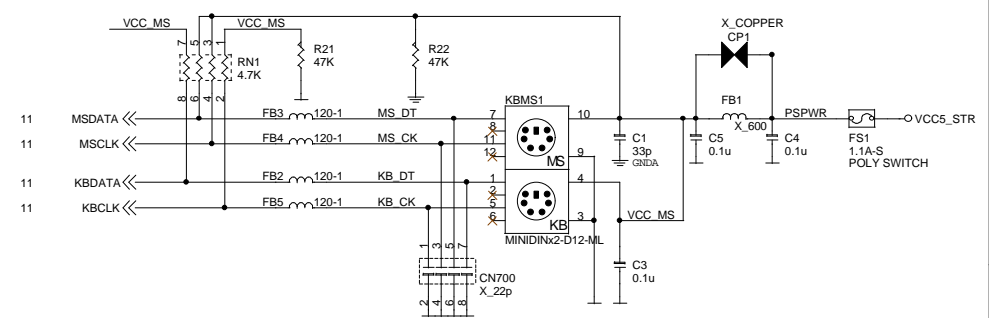 X_COPPER
CP1
VCC_MS
VCC_MS
7 5 3 1
RN1
4.7K
R21
47K
R22
47K
8 6 4 2
KBMS1
FB1
X_600
PSPWR
VCC5_STR
FS1
1.1A-S
POLY SWITCH
C5
0.1u
C4
0.1u
C1
33p
GNDA
11 MSDATA FB3 120-1 MS_DT 7 10
8
11 MSCLK FB4 120-1 MS_CK 11
12 MS 9
11 KBDATA FB2 120-1 KB_DT 1 4
2
11 KBCLK FB5 120-1 KB_CK 5
6 KB 3
VCC_MS
MINIDINx2-D12-ML
1 3 5 7
CN700
X_22p
2 4 6 8
C3
0.1u